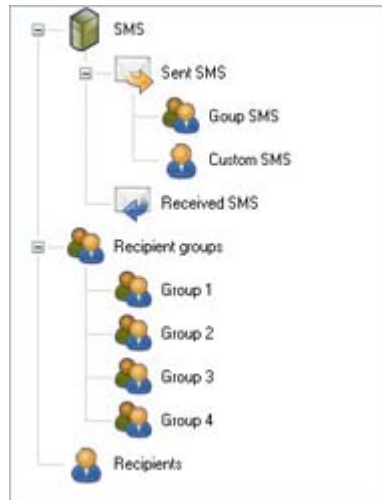 SMS
Sent SMS
Goup SMS
Custom SMS
Received SMS
Recipient groups
Group 1
Group 2
Group 3
Group 4
Recipients